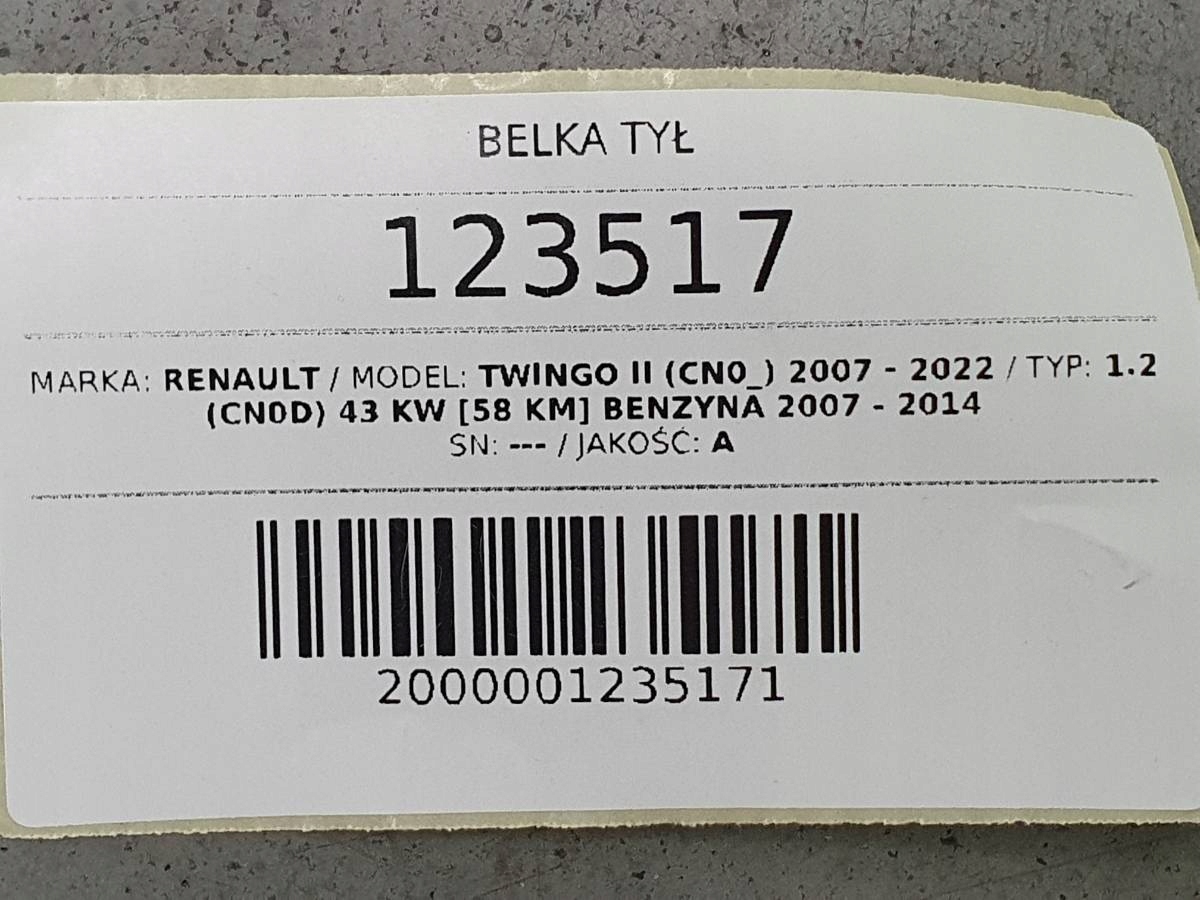 BELKA TYŁ
123517
MARKA: RENAULT / MODEL: TWINGO II (CN0_) 2007 - 2022 / TYP: 1.2
(CN0D) 43 KW [58 KM] BENZYNA 2007 - 2014
SN: --- / JAKOŚĆ: A
2000001235171